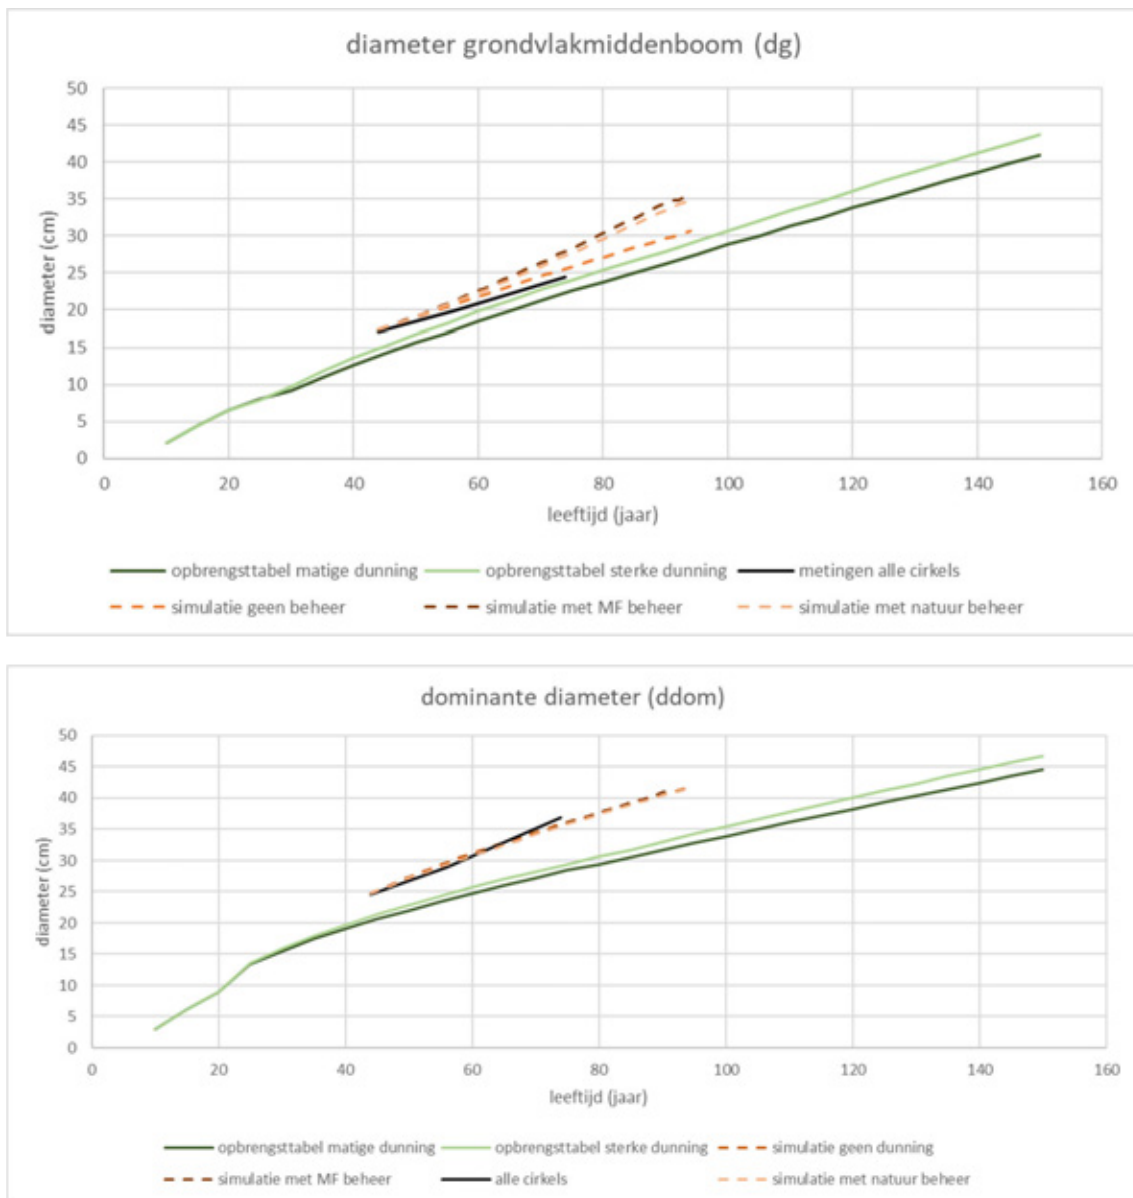 diameter grondvlakmiddenboom (dg)
50
45
40
35
30
25
20
15
10
5
0
diameter (cm)
0 20 40 60 80 100 120 140 160
leeftijd (jaar)
opbrengsttabel matige dunning opbrengsttabel sterke dunning metingen alle cirkels
simulatie geen beheer simulatie met MF beheer simulatie met natuur beheer
dominante diameter (ddom)
50
45
40
35
30
25
20
15
10
5
0
diameter (cm)
0 20 40 60 80 100 120 140 160
leeftijd (jaar)
opbrengsttabel matige dunning opbrengsttabel sterke dunning simulatie geen dunning
simulatie met MF beheer alle cirkels simulatie met natuur beheer